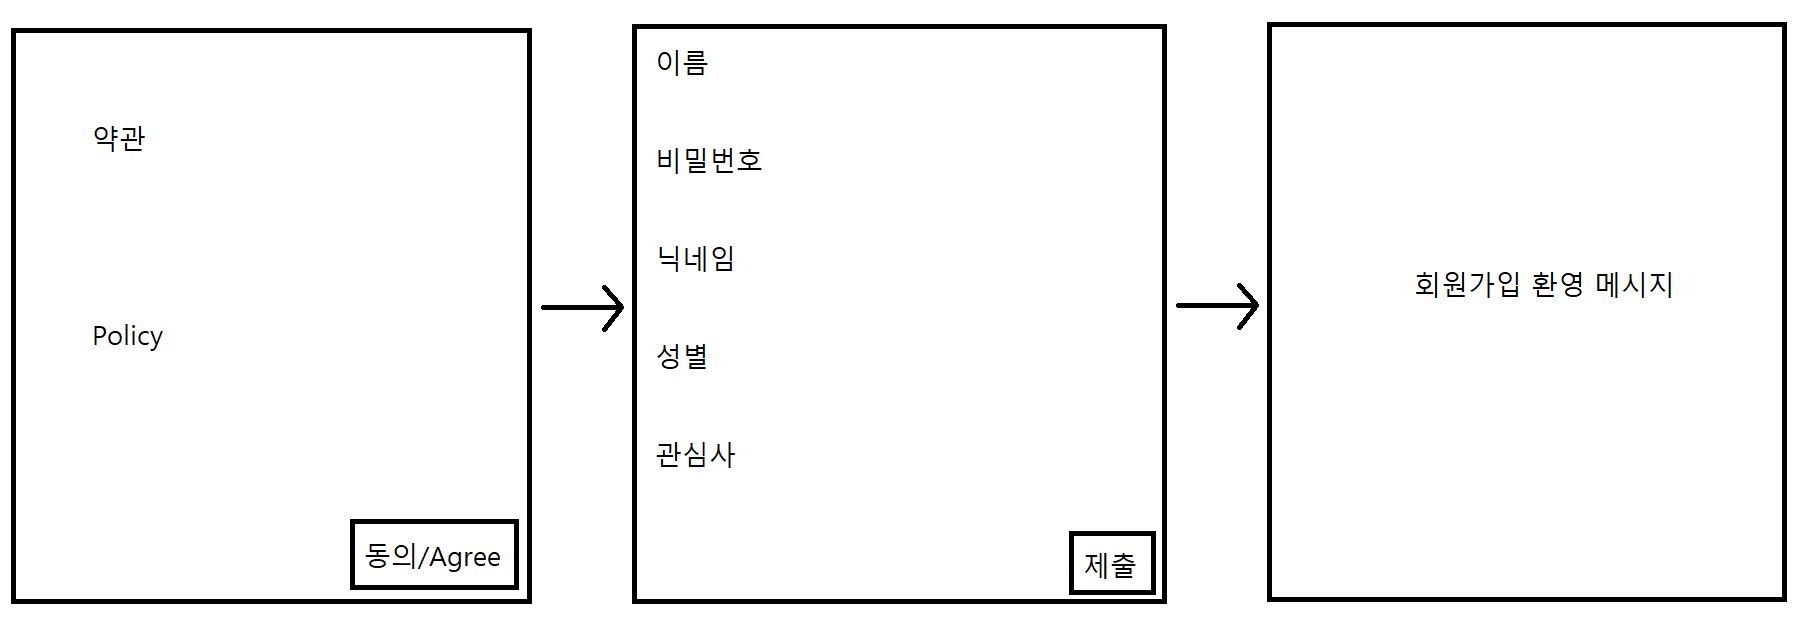 약관
Policy
동의/Agree
이름
비밀번호
닉네임
성별
관심사
제출
회원가입 환영 메시지